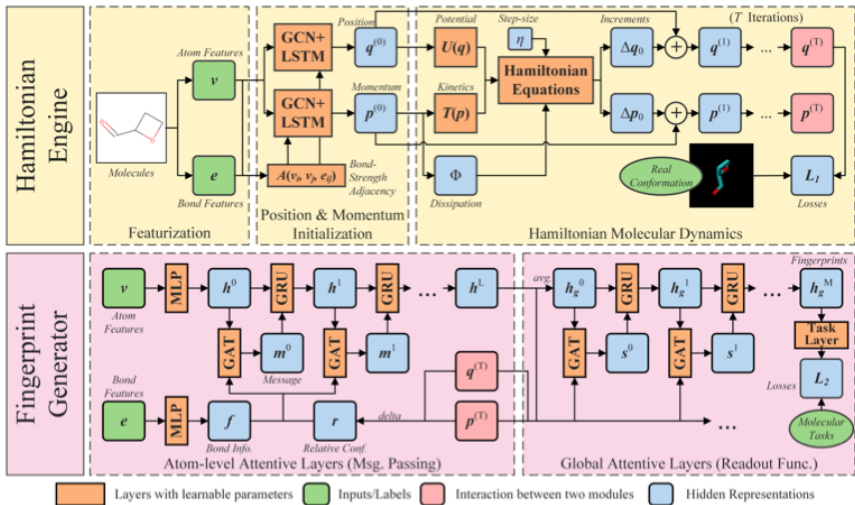 Hamiltonian
Engine
Molecules
Atom Features
v
e
Bond Features
Featurization
GCN+
LSTM
GCN+
LSTM
A(vᵢ, vⱼ, eᵢⱼ)
Bond-
Strength
Adjacency
Position
q⁽⁰⁾
Momentum
p⁽⁰⁾
Position & Momentum
Initialization
Potential
U(q)
Kinetics
T(p)
Φ
Dissipation
Step-size
η
Hamiltonian
Equations
Increments
Δq₀
Δp₀
+
+
(T Iterations)
q⁽¹⁾
...
q⁽ᵀ⁾
p⁽¹⁾
...
p⁽ᵀ⁾
Real
Conformation
L₁
Losses
Hamiltonian Molecular Dynamics
Fingerprint
Generator
v
Atom
Features
MLP
h⁰
GRU
h¹
GRU
...
hᴸ
GAT
m⁰
GAT
m¹
Message
Bond
Features
e
MLP
f
Bond Info.
r
Relative Conf.
delta
q⁽ᵀ⁾
p⁽ᵀ⁾
Atom-level Attentive Layers (Msg. Passing)
avg.
h_g⁰
GRU
h_g¹
GRU
...
Fingerprints
h_gᴹ
GAT
s⁰
GAT
s¹
Task
Layer
Losses
L₂
Molecular
Tasks
...
Global Attentive Layers (Readout Func.)
Layers with learnable parameters
Inputs/Labels
Interaction between two modules
Hidden Representations